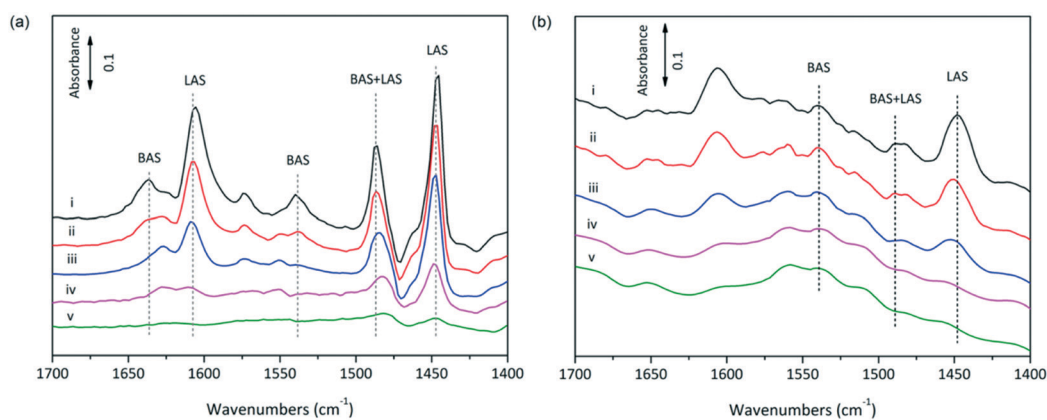 (a)
Absorbance
0.1
LAS
BAS+LAS
LAS
BAS
BAS
i
ii
iii
iv
v
1700 1650 1600 1550 1500 1450 1400
Wavenumbers (cm⁻¹)
(b)
Absorbance
0.1
BAS
BAS+LAS
LAS
i
ii
iii
iv
v
1700 1650 1600 1550 1500 1450 1400
Wavenumbers (cm⁻¹)